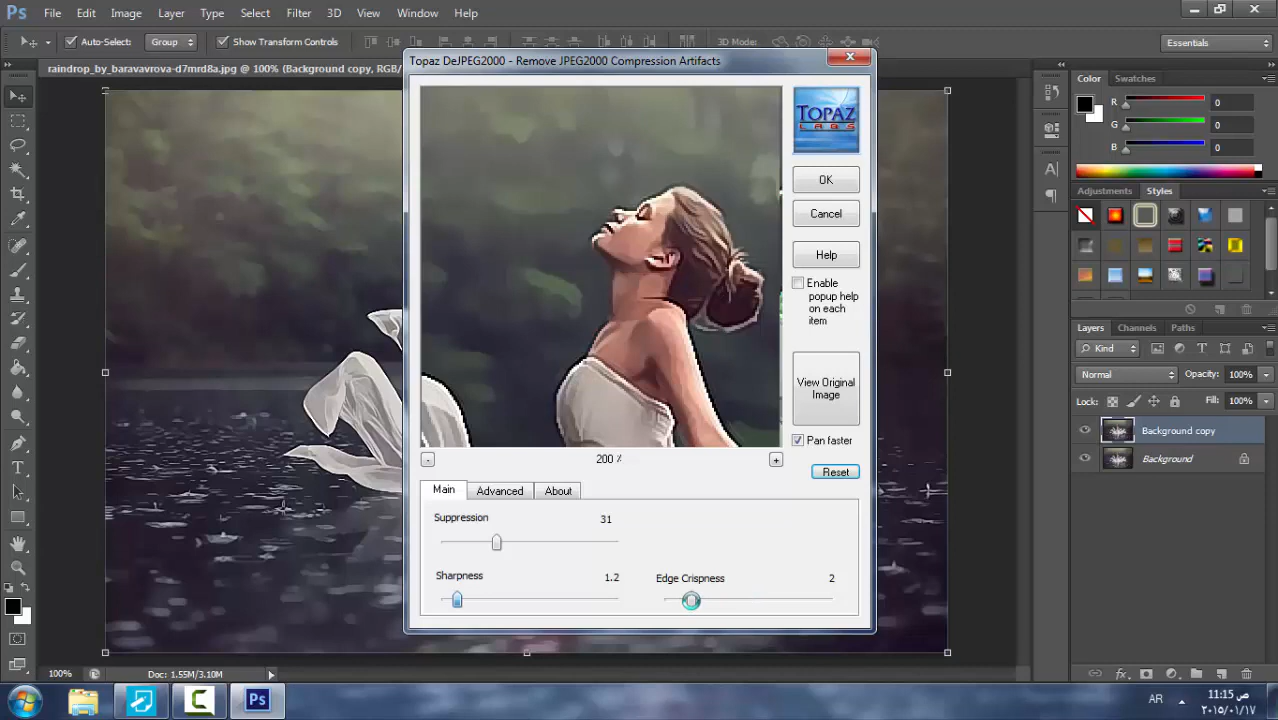 Ps File Edit Image Layer Type Select Filter 3D View Window Help
Auto-Select: Group Show Transform Controls 3D Mode: Essentials
raindrop_by_baravavrova-d7mrd8a.jpg @ 100% (Background copy, RGB/
Topaz DeJPEG2000 - Remove JPEG2000 Compression Artifacts
TOPAZ
LABS
OK
Cancel
Help
Enable
popup help
on each
item
View Original
Image
Pan faster
- 200 % +
Reset
Main Advanced About
Suppression 31
Sharpness 1.2
Edge Crispness 2
Color Swatches
R 0
G 0
B 0
Adjustments Styles
Layers Channels Paths
Kind
Normal Opacity: 100%
Lock: Fill: 100%
Background copy
Background
fx
100% Doc: 1.55M/3.10M
Ps
AR
11:15 ص
٢٠١٥/٠١/١٧